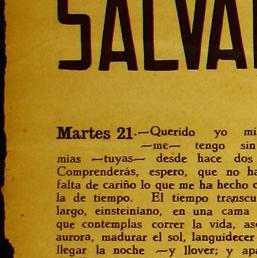 SALVA
Martes 21.—Querido yo mi
—me— tengo sin
mias —tuyas— desde hace dos
Comprenderás, espero, que no ha
falta de cariño lo que me ha hecho
la de tiempo. El tiempo transcu
largo, einsteiniano, en una cama
que contemplas correr la vida, aso
aurora, madurar el sol, languidecer
llegar la noche —y llover; y apa